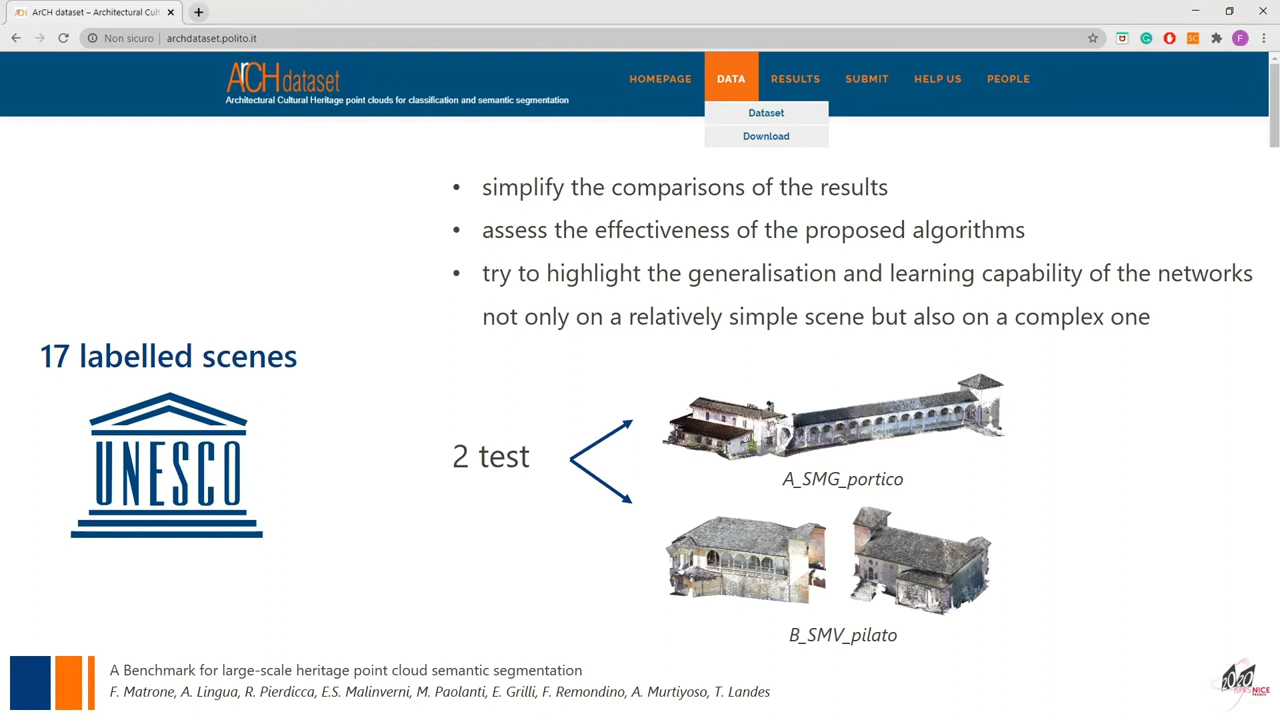 ArCH dataset – Architectural Cult
Non sicuro | archdataset.polito.it
F
ArCH dataset
Architectural Cultural Heritage point clouds for classification and semantic segmentation
HOMEPAGE DATA RESULTS SUBMIT HELP US PEOPLE
Dataset
Download
• simplify the comparisons of the results
• assess the effectiveness of the proposed algorithms
• try to highlight the generalisation and learning capability of the networks
not only on a relatively simple scene but also on a complex one
17 labelled scenes
UNESCO
2 test
A_SMG_portico
B_SMV_pilato
A Benchmark for large-scale heritage point cloud semantic segmentation
F. Matrone, A. Lingua, R. Pierdicca, E.S. Malinverni, M. Paolanti, E. Grilli, F. Remondino, A. Murtiyoso, T. Landes
2020
ISPRS NICE
FRANCE